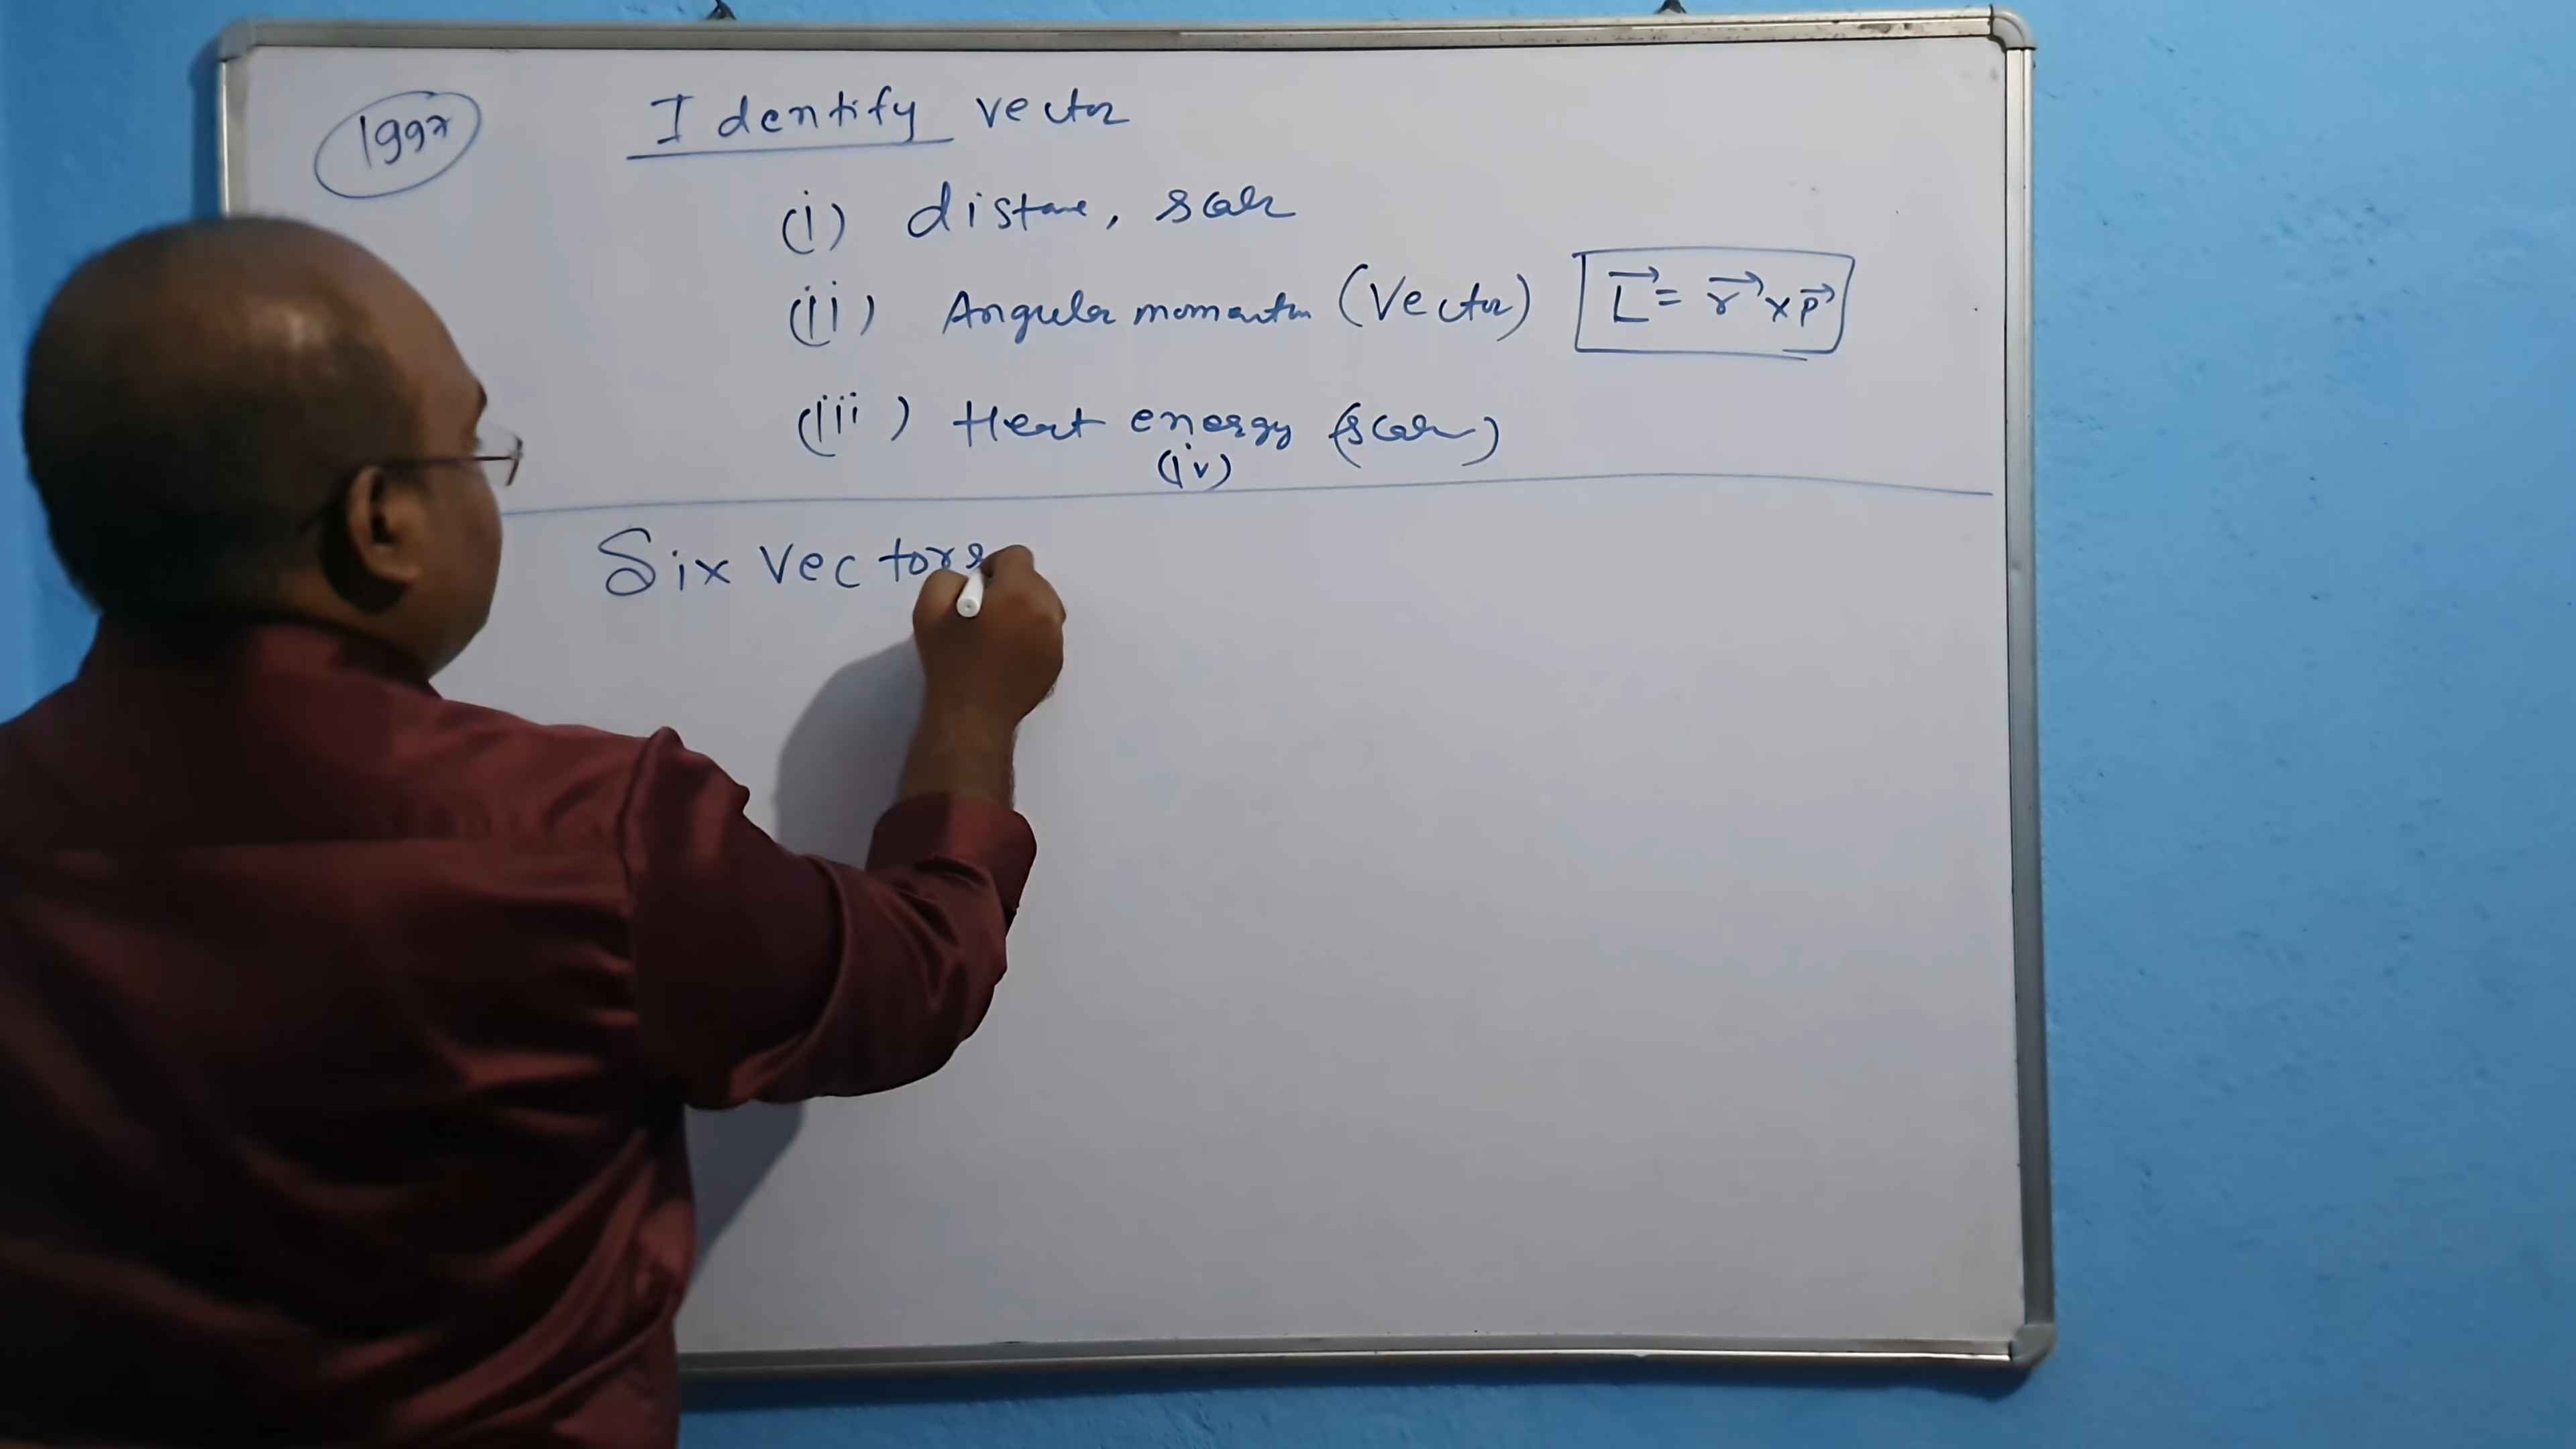 1997
Identify vector
(i) distance, scalar
(ii) Angular momentum (Vector) L⃗ = r⃗ × p⃗
(iii) Heat energy (scalar)
(iv)
Six vectors